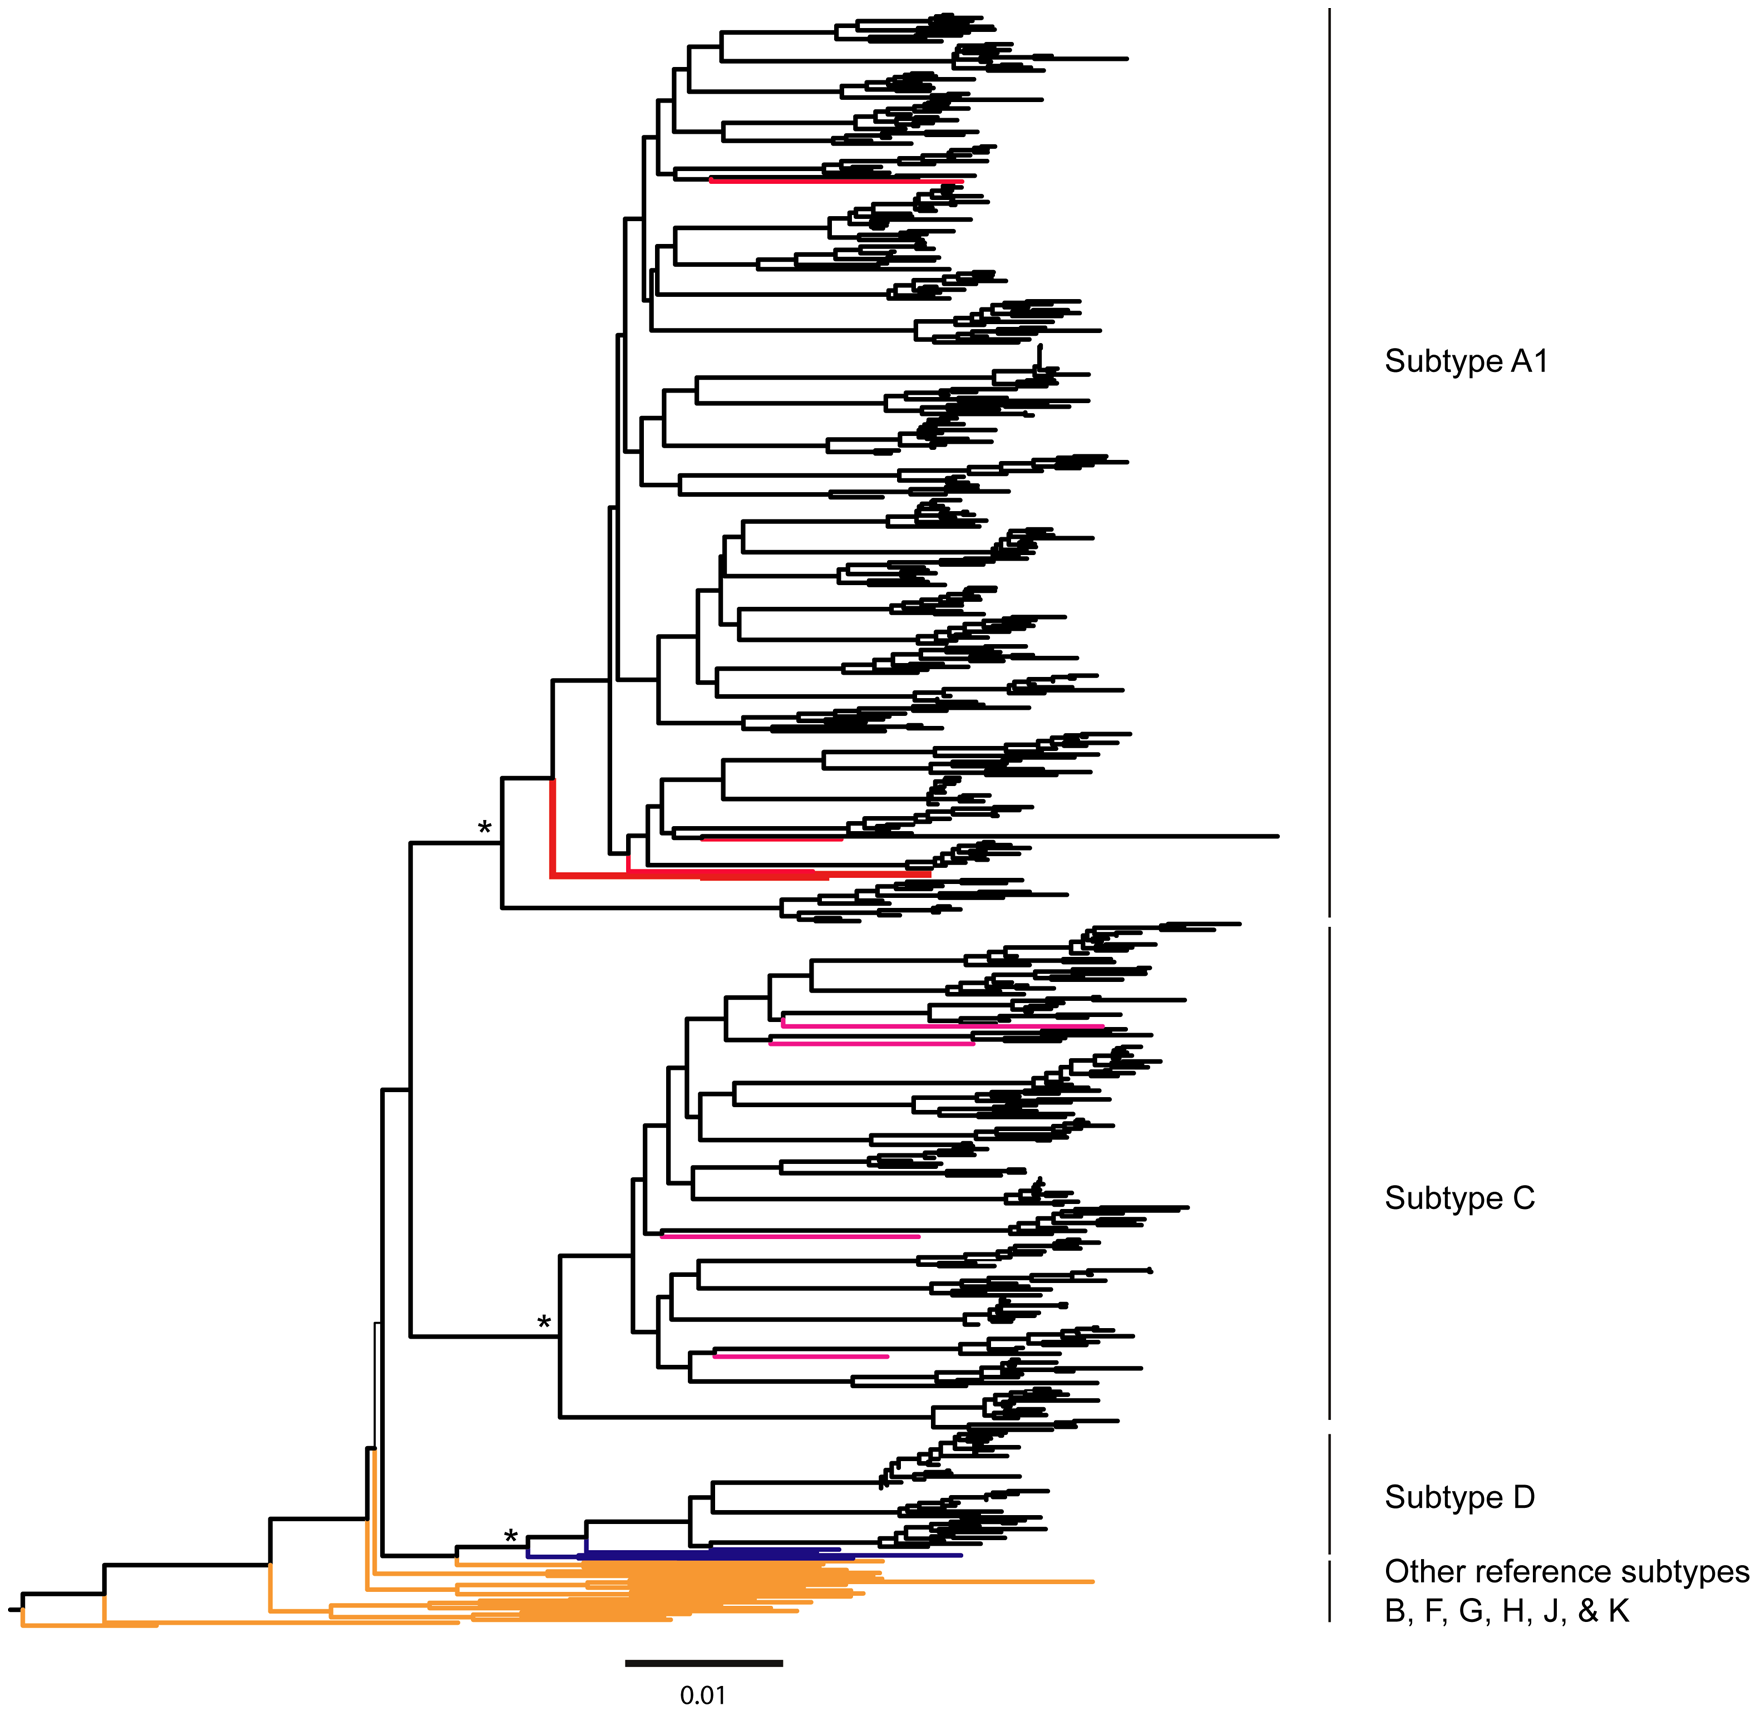 Subtype A1
*
Subtype C
*
Subtype D
*
Other reference subtypes
B, F, G, H, J, & K
0.01